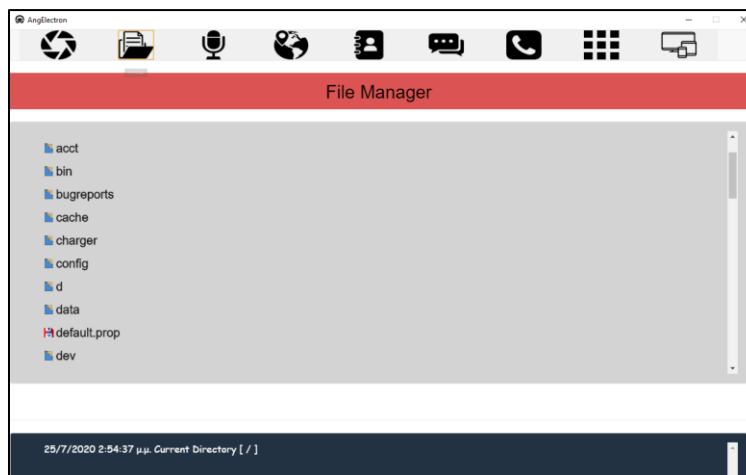 AngElectron
File Manager
acct
bin
bugreports
cache
charger
config
d
data
default.prop
dev
25/7/2020 2:54:37 μ.μ. Current Directory [ / ]